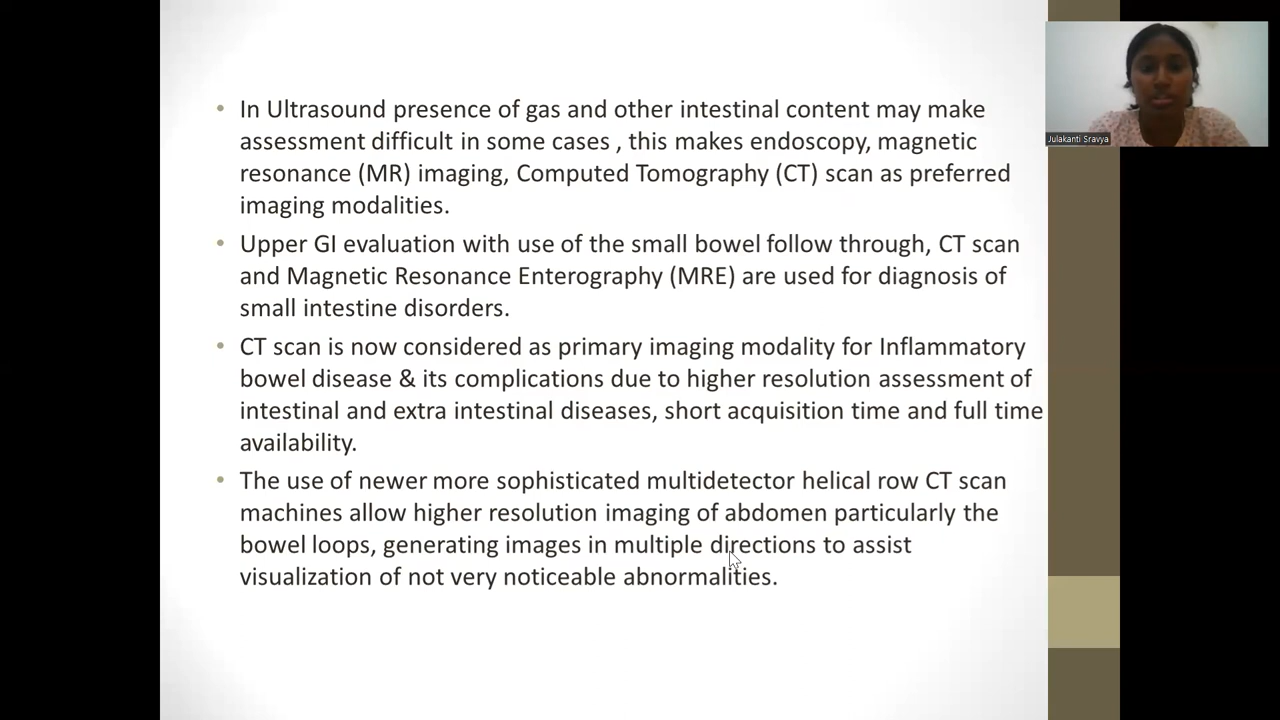 • In Ultrasound presence of gas and other intestinal content may make
assessment difficult in some cases , this makes endoscopy, magnetic
resonance (MR) imaging, Computed Tomography (CT) scan as preferred
imaging modalities.
• Upper GI evaluation with use of the small bowel follow through, CT scan
and Magnetic Resonance Enterography (MRE) are used for diagnosis of
small intestine disorders.
• CT scan is now considered as primary imaging modality for Inflammatory
bowel disease & its complications due to higher resolution assessment of
intestinal and extra intestinal diseases, short acquisition time and full time
availability.
• The use of newer more sophisticated multidetector helical row CT scan
machines allow higher resolution imaging of abdomen particularly the
bowel loops, generating images in multiple directions to assist
visualization of not very noticeable abnormalities.
Julakanti Sravya